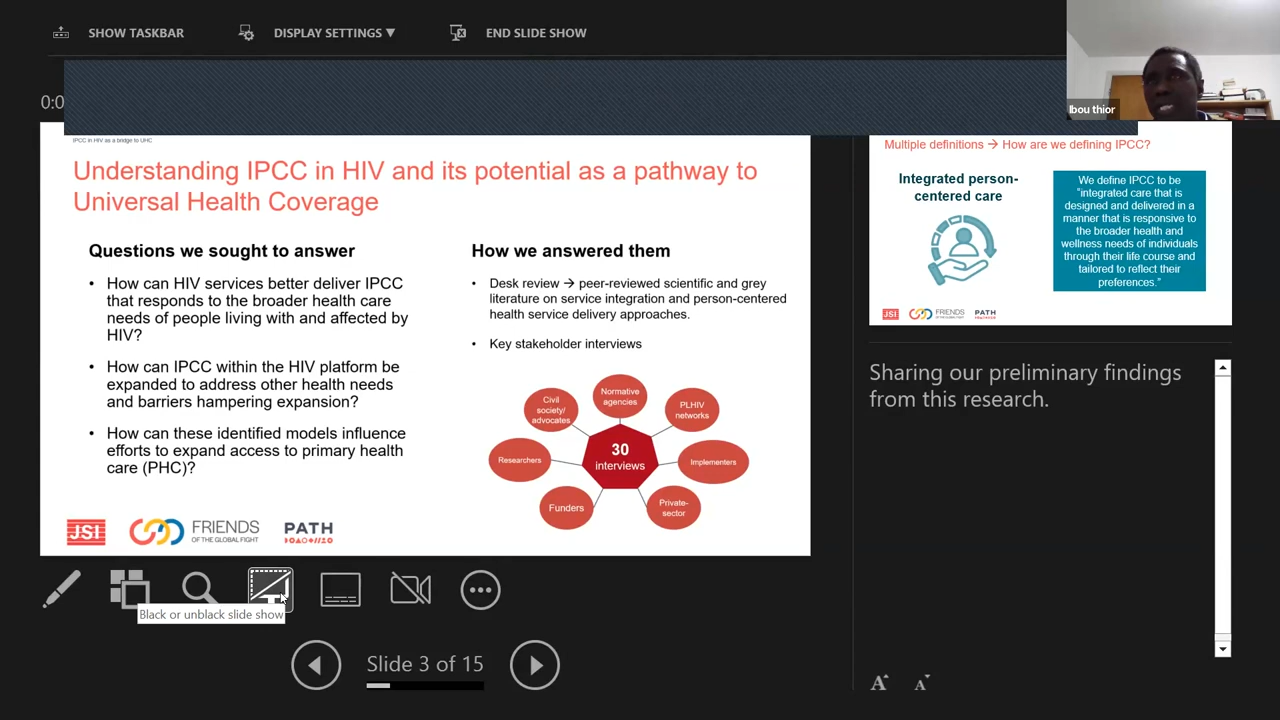 SHOW TASKBAR
DISPLAY SETTINGS ▼
END SLIDE SHOW
Ibou thior
0:0
IPCC in HIV as a bridge to UHC
Understanding IPCC in HIV and its potential as a pathway to
Universal Health Coverage
Questions we sought to answer
• How can HIV services better deliver IPCC
that responds to the broader health care
needs of people living with and affected by
HIV?
• How can IPCC within the HIV platform be
expanded to address other health needs
and barriers hampering expansion?
• How can these identified models influence
efforts to expand access to primary health
care (PHC)?
How we answered them
• Desk review → peer-reviewed scientific and grey
literature on service integration and person-centered
health service delivery approaches.
• Key stakeholder interviews
Civil
society/
advocates
Normative
agencies
PLHIV
networks
Researchers
30
interviews
Implementers
Funders
Private-
sector
JSI
FRIENDS
OF THE GLOBAL FIGHT
PATH
Multiple definitions → How are we defining IPCC?
Integrated person-
centered care
We define IPCC to be
"integrated care that is
designed and delivered in a
manner that is responsive to
the broader health and
wellness needs of individuals
through their life course and
tailored to reflect their
preferences."
JSI
FRIENDS
OF THE GLOBAL FIGHT
PATH
Sharing our preliminary findings
from this research.
Black or unblack slide show
Slide 3 of 15
A
A